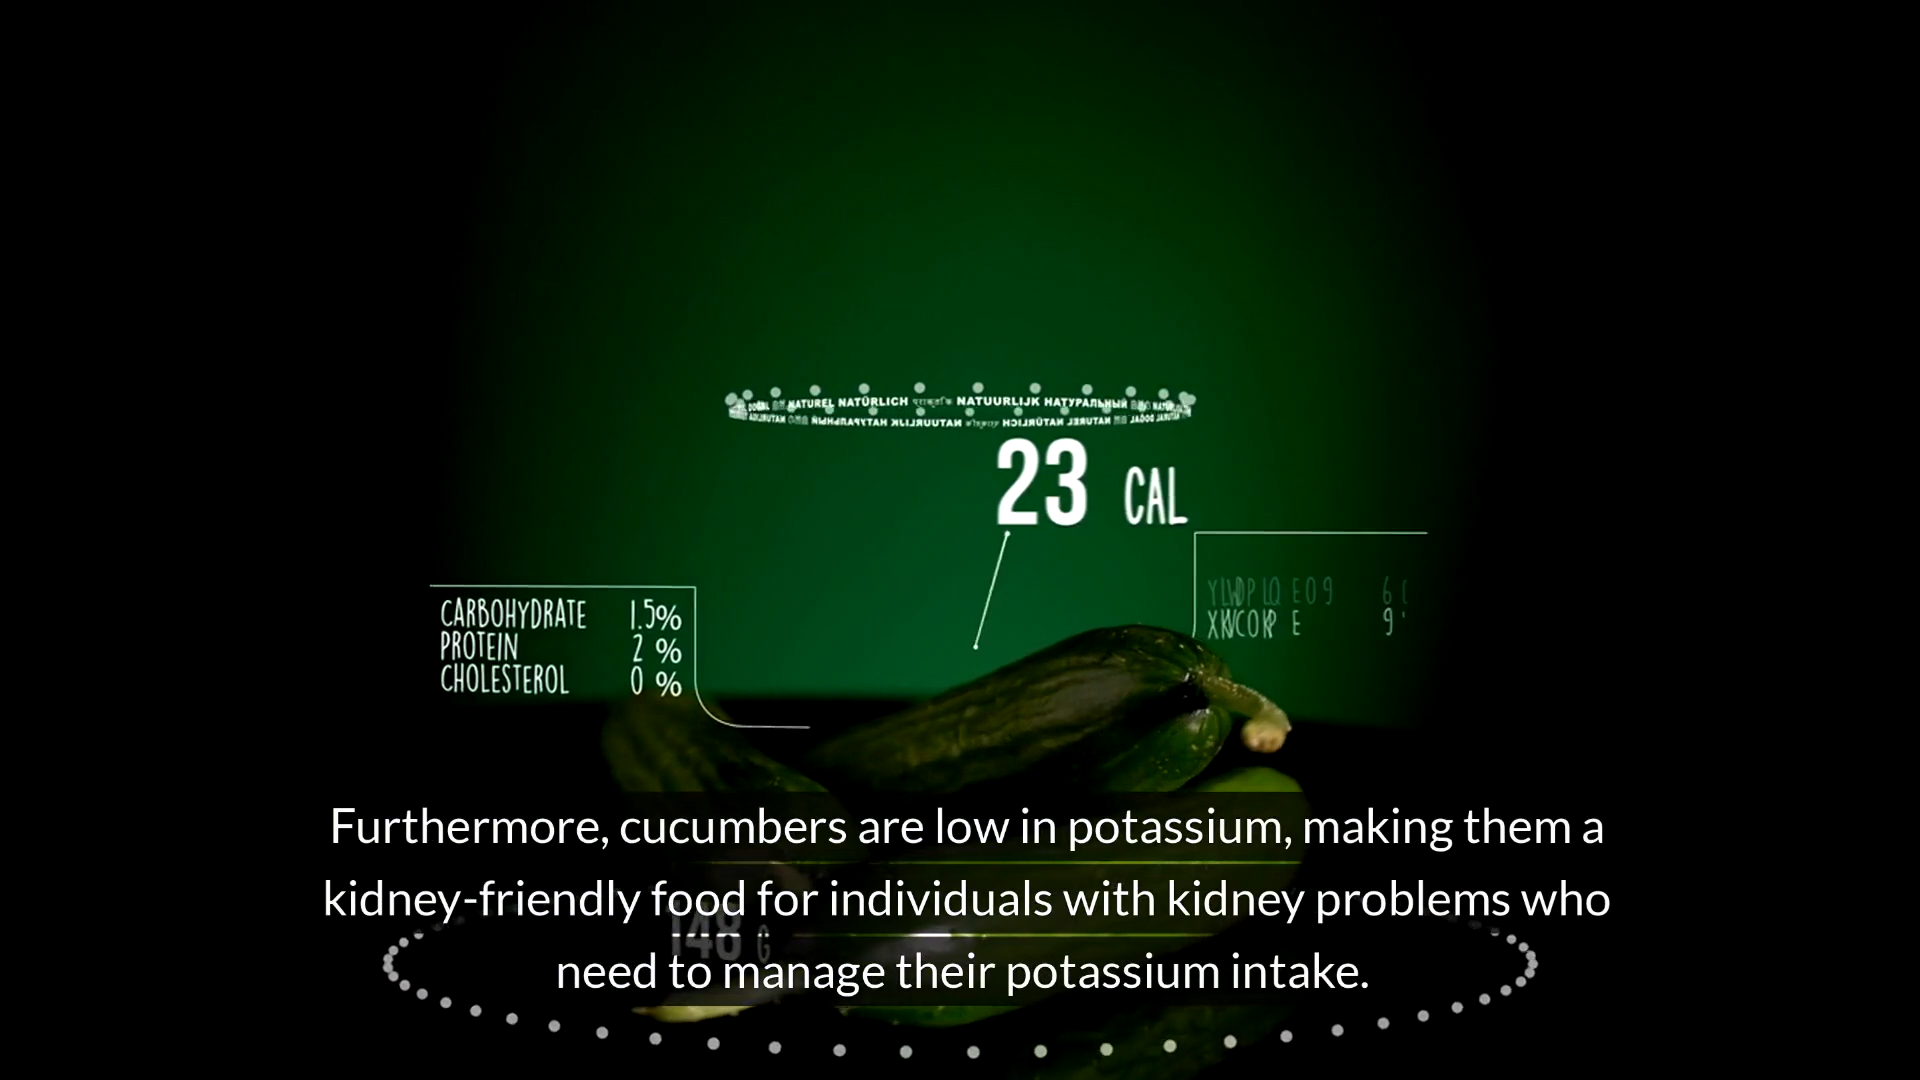 NATUREL NATÜRLICH प्राकृतिक NATUURLIJK НАТУРАЛЬНЫЙ
23 CAL
CARBOHYDRATE 1.5%
PROTEIN 2 %
CHOLESTEROL 0 %
Furthermore, cucumbers are low in potassium, making them a
kidney-friendly food for individuals with kidney problems who
148 G
need to manage their potassium intake.